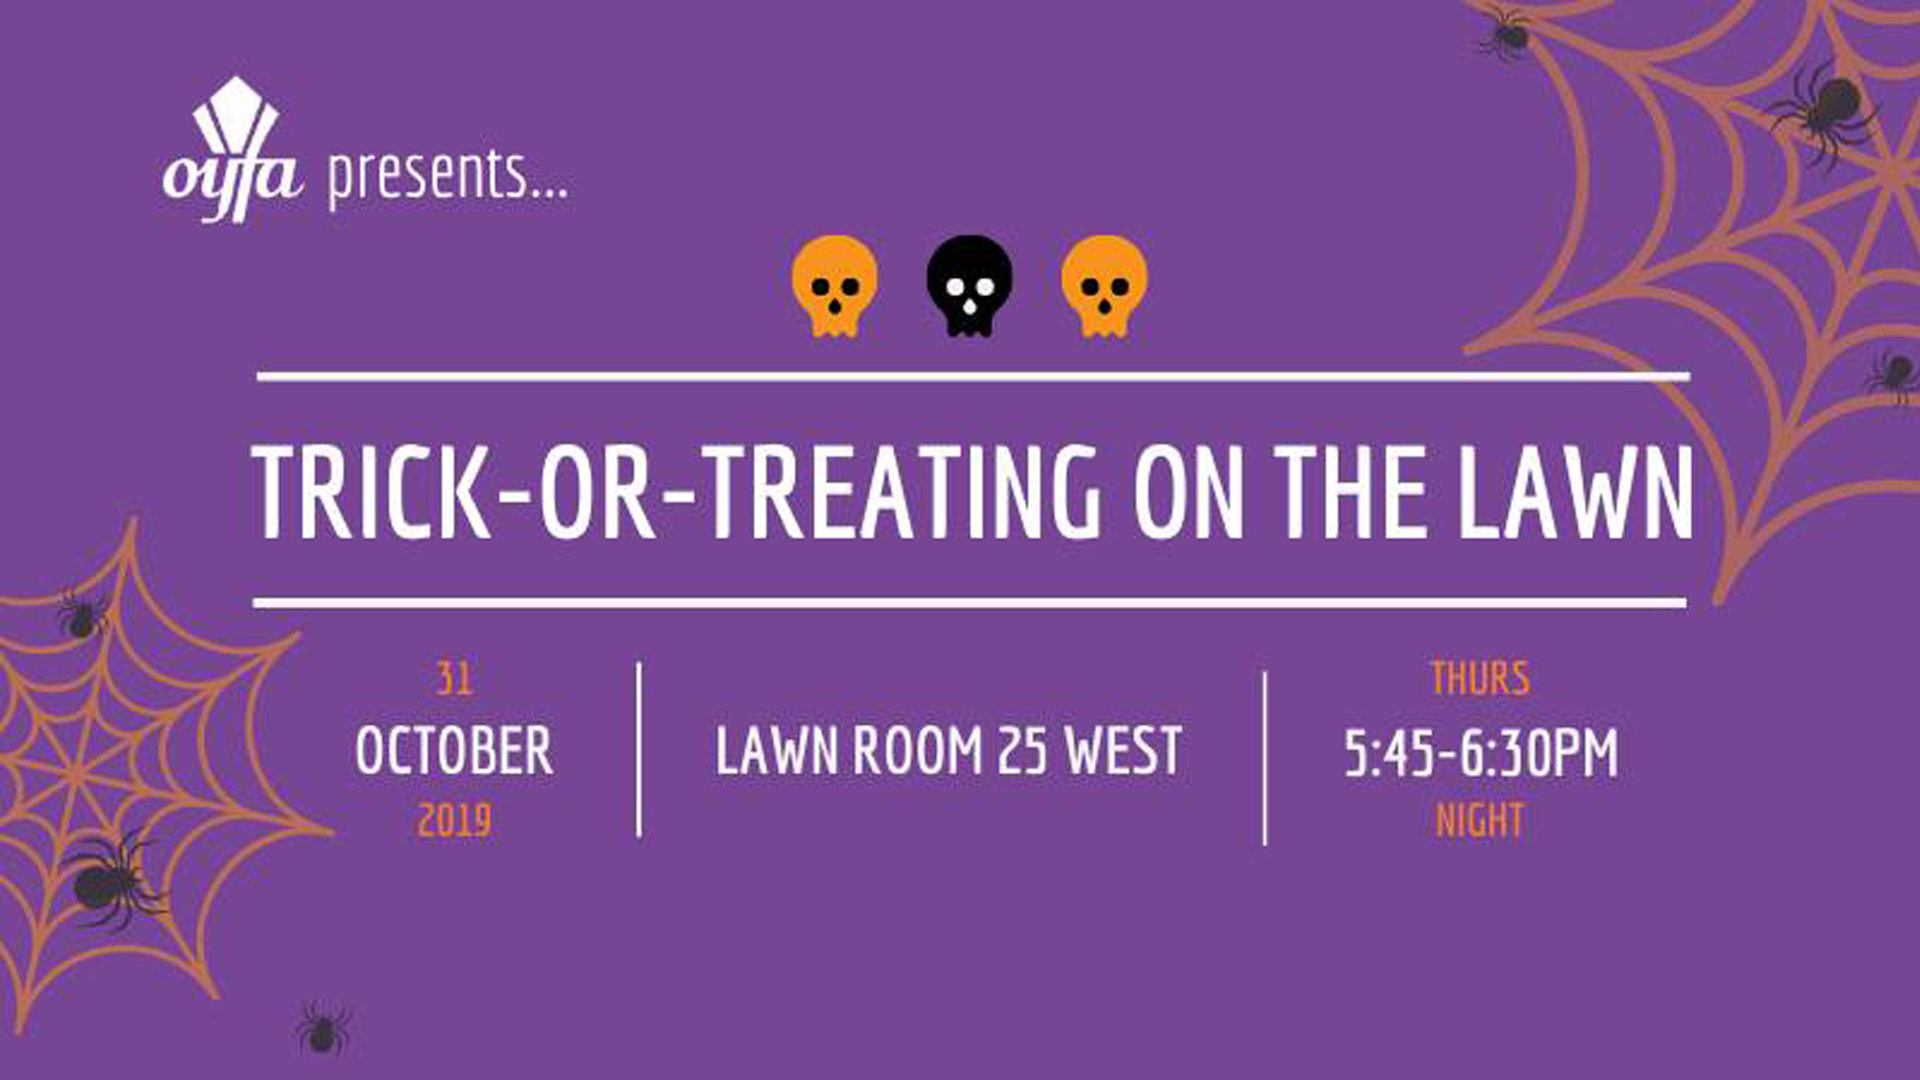 oyfa presents...
TRICK-OR-TREATING ON THE LAWN
31
OCTOBER
2019
LAWN ROOM 25 WEST
THURS
5:45-6:30PM
NIGHT